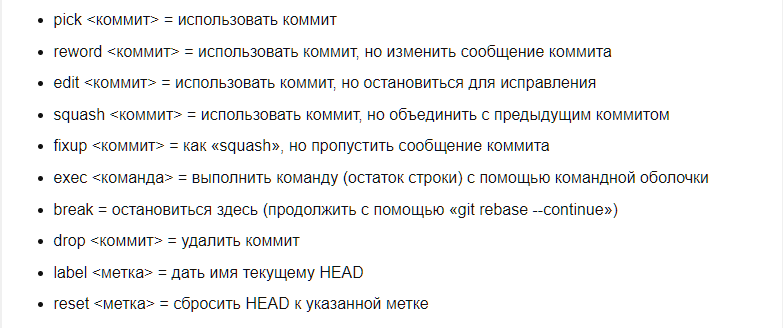 pick <коммит> = использовать коммит
reword <коммит> = использовать коммит, но изменить сообщение коммита
edit <коммит> = использовать коммит, но остановиться для исправления
squash <коммит> = использовать коммит, но объединить с предыдущим коммитом
fixup <коммит> = как «squash», но пропустить сообщение коммита
exec <команда> = выполнить команду (остаток строки) с помощью командной оболочки
break = остановиться здесь (продолжить с помощью «git rebase --continue»)
drop <коммит> = удалить коммит
label <метка> = дать имя текущему HEAD
reset <метка> = сбросить HEAD к указанной метке